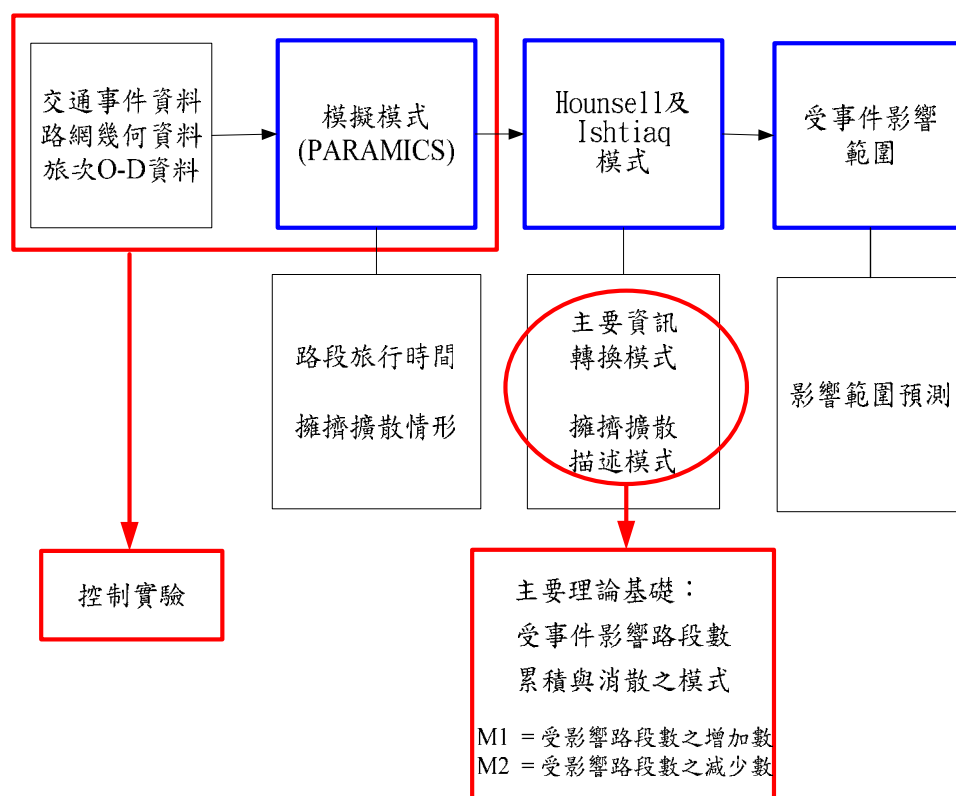 交通事件資料
路網幾何資料
旅次O-D資料
模擬模式
(PARAMICS)
Hounsell及
Ishtiaq
模式
受事件影響
範圍
路段旅行時間
擁擠擴散情形
主要資訊
轉換模式
擁擠擴散
描述模式
影響範圍預測
控制實驗
主要理論基礎：
受事件影響路段數
累積與消散之模式
M1 =受影響路段數之增加數
M2 =受影響路段數之減少數